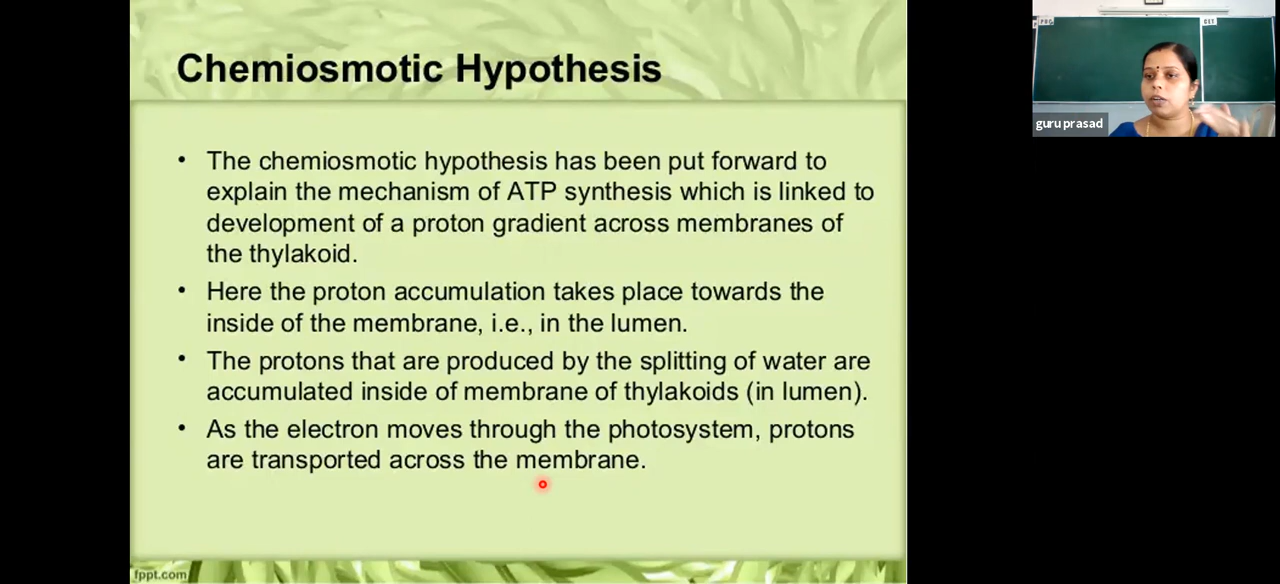 Chemiosmotic Hypothesis
• The chemiosmotic hypothesis has been put forward to
explain the mechanism of ATP synthesis which is linked to
development of a proton gradient across membranes of
the thylakoid.
• Here the proton accumulation takes place towards the
inside of the membrane, i.e., in the lumen.
• The protons that are produced by the splitting of water are
accumulated inside of membrane of thylakoids (in lumen).
• As the electron moves through the photosystem, protons
are transported across the membrane.
fppt.com
guru prasad